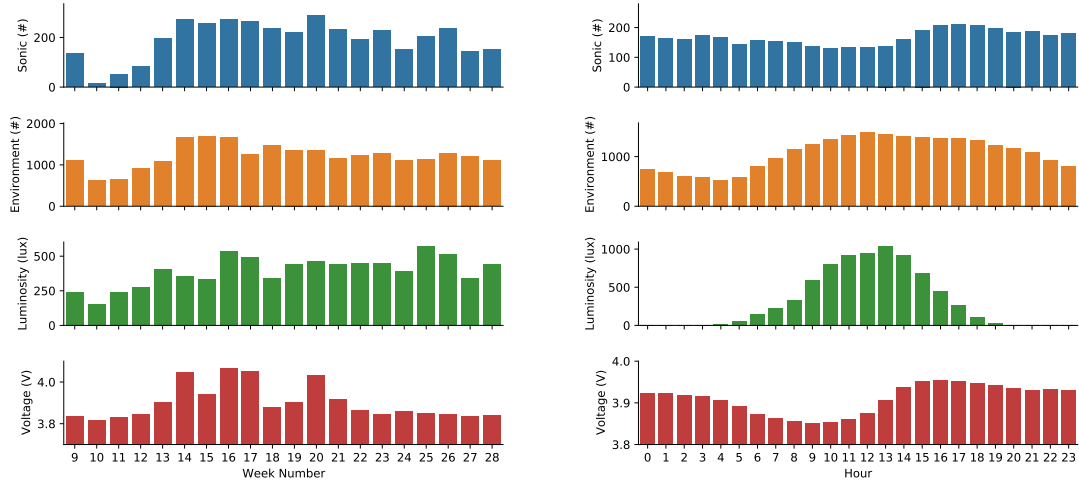 Sonic (#)
200
0
Environment (#)
2000
1000
0
Luminosity (lux)
500
250
0
Voltage (V)
4.0
3.8
9 10 11 12 13 14 15 16 17 18 19 20 21 22 23 24 25 26 27 28
Week Number
Sonic (#)
200
100
0
Environment (#)
1000
0
Luminosity (lux)
1000
500
0
Voltage (V)
4.0
3.9
3.8
0 1 2 3 4 5 6 7 8 9 10 11 12 13 14 15 16 17 18 19 20 21 22 23
Hour